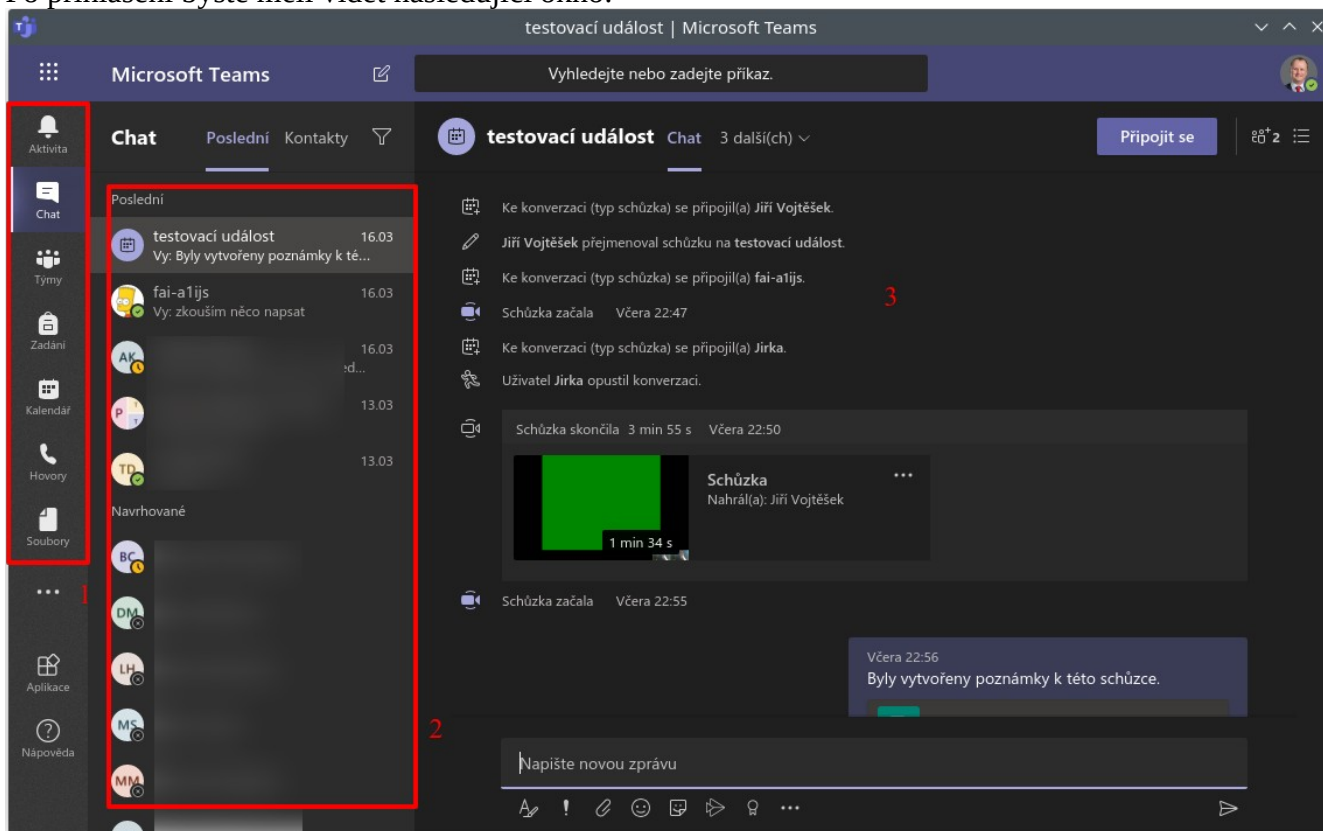 Po přihlášení byste měli vidět následující okno:
testovací událost | Microsoft Teams
Microsoft Teams
Vyhledejte nebo zadejte příkaz.
Aktivita
Chat
Týmy
Zadání
Kalendář
Hovory
Soubory
1
Aplikace
Nápověda
Chat Poslední Kontakty
Poslední
testovací událost 16.03
Vy: Byly vytvořeny poznámky k té...
fai-a1ijs 16.03
Vy: zkouším něco napsat
AK 16.03
ed...
P 13.03
TD 13.03
Navrhované
BC
DM
LH
MS
MM
2
testovací událost Chat 3 další(ch)
Připojit se
2
Ke konverzaci (typ schůzka) se připojil(a) Jiří Vojtěšek.
Jiří Vojtěšek přejmenoval schůzku na testovací událost.
Ke konverzaci (typ schůzka) se připojil(a) fai-a1ijs.
3
Schůzka začala Včera 22:47
Ke konverzaci (typ schůzka) se připojil(a) Jirka.
Uživatel Jirka opustil konverzaci.
Schůzka skončila 3 min 55 s Včera 22:50
Schůzka
Nahrál(a): Jiří Vojtěšek
1 min 34 s
Schůzka začala Včera 22:55
Včera 22:56
Byly vytvořeny poznámky k této schůzce.
Napište novou zprávu